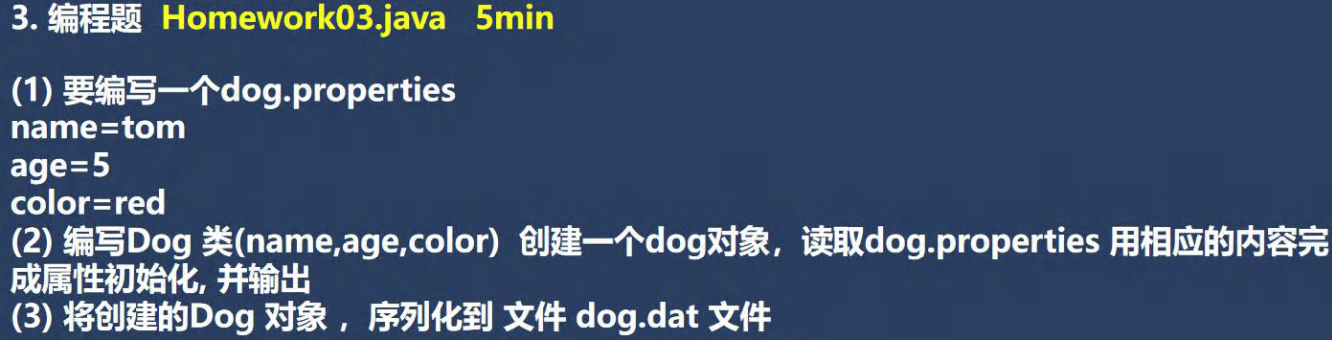 3. 编程题 Homework03.java 5min
(1) 要编写一个dog.properties
name=tom
age=5
color=red
(2) 编写Dog 类(name,age,color) 创建一个dog对象，读取dog.properties 用相应的内容完
成属性初始化, 并输出
(3) 将创建的Dog 对象 ，序列化到 文件 dog.dat 文件